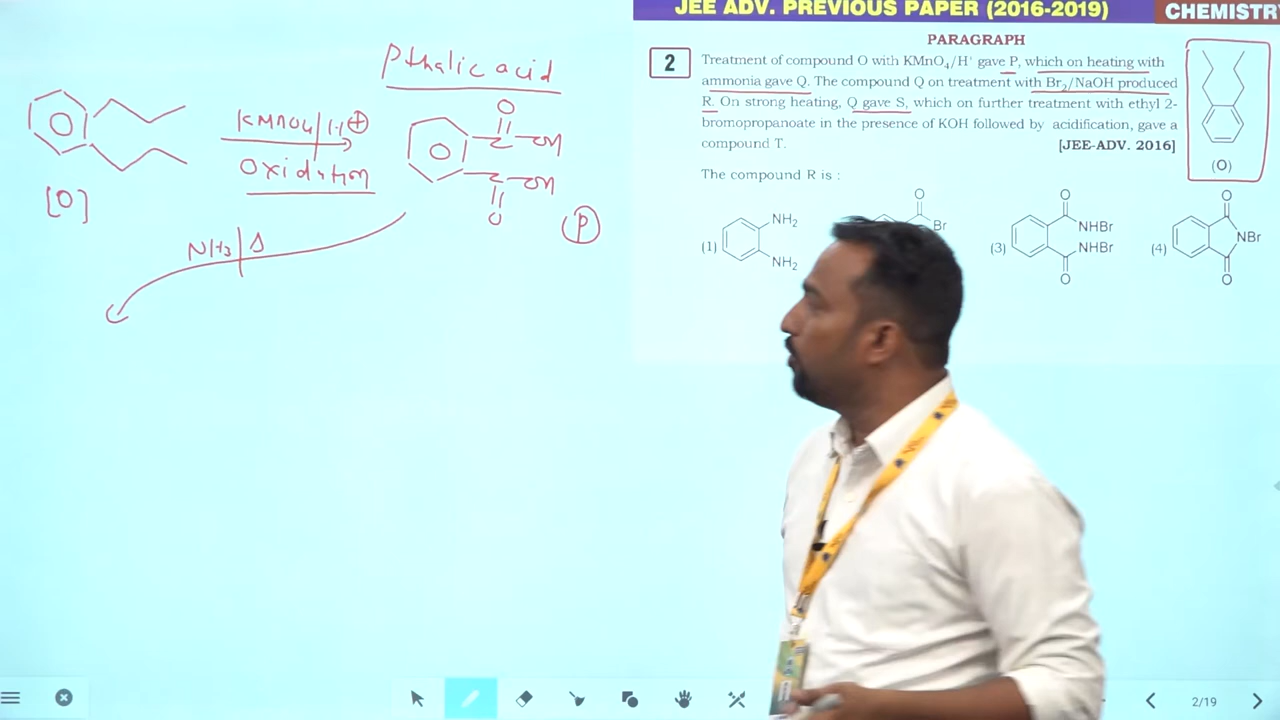 JEE ADV. PREVIOUS PAPER (2016-2019)
CHEMISTRY
PARAGRAPH
2
Treatment of compound O with KMnO₄/H⁺ gave P, which on heating with
ammonia gave Q. The compound Q on treatment with Br₂/NaOH produced
R. On strong heating, Q gave S, which on further treatment with ethyl 2-
bromopropanoate in the presence of KOH followed by acidification, gave a
compound T.
[JEE-ADV. 2016]
(O)
The compound R is :
(1)
NH₂
NH₂
O
Br
(3)
O
NHBr
NHBr
O
(4)
O
NBr
O
Pthalic acid
KMnO4/H⊕
Oxidation
[O]
O
C
OH
C
OH
O
P
NH3/Δ
2/19